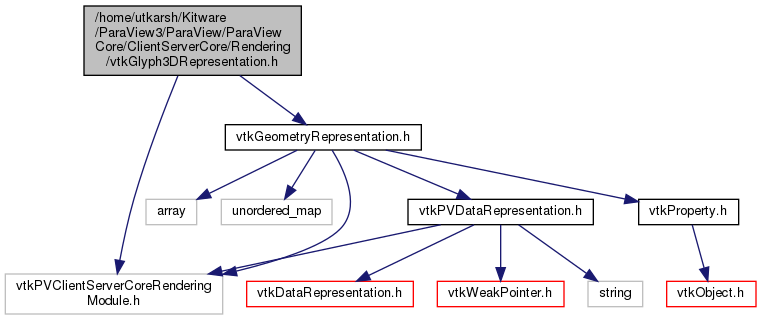 /home/utkarsh/Kitware
/ParaView3/ParaView/ParaView
Core/ClientServerCore/Rendering
/vtkGlyph3DRepresentation.h
vtkGeometryRepresentation.h
array
unordered_map
vtkPVDataRepresentation.h
vtkProperty.h
vtkPVClientServerCoreRendering
Module.h
vtkDataRepresentation.h
vtkWeakPointer.h
string
vtkObject.h